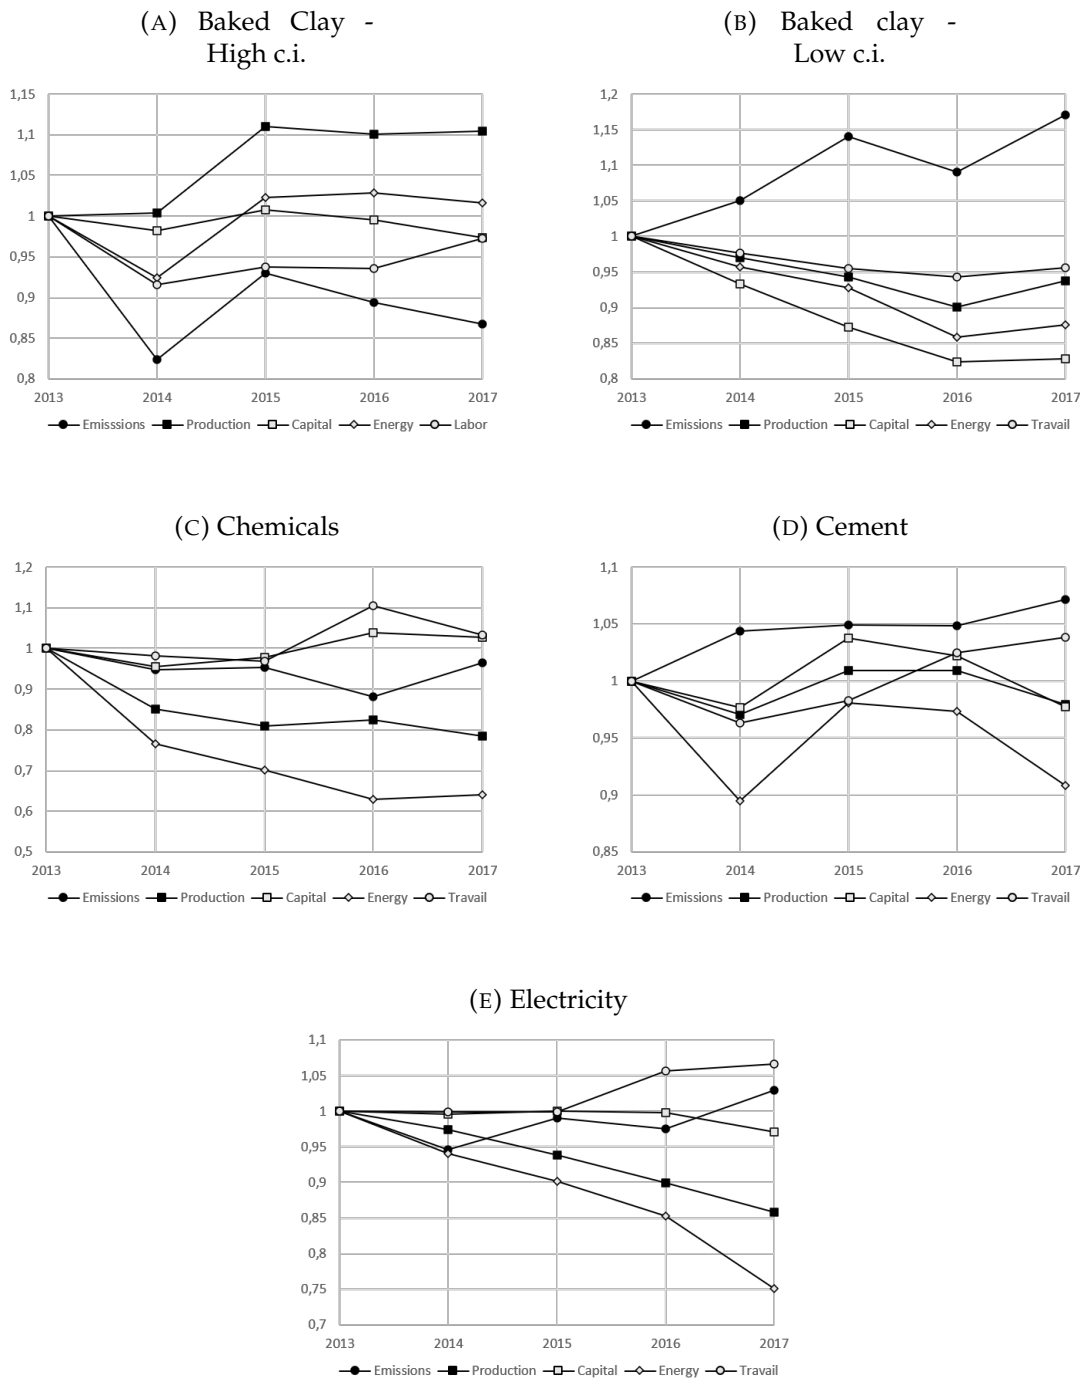 (A) Baked Clay -
High c.i.
1,15
1,1
1,05
1
0,95
0,9
0,85
0,8
2013 2014 2015 2016 2017
Emisssions Production Capital Energy Labor
(B) Baked clay -
Low c.i.
1,2
1,15
1,1
1,05
1
0,95
0,9
0,85
0,8
2013 2014 2015 2016 2017
Emissions Production Capital Energy Travail
(C) Chemicals
1,2
1,1
1
0,9
0,8
0,7
0,6
0,5
2013 2014 2015 2016 2017
Emissions Production Capital Energy Travail
(D) Cement
1,1
1,05
1
0,95
0,9
0,85
2013 2014 2015 2016 2017
Emissions Production Capital Energy Travail
(E) Electricity
1,1
1,05
1
0,95
0,9
0,85
0,8
0,75
0,7
2013 2014 2015 2016 2017
Emissions Production Capital Energy Travail